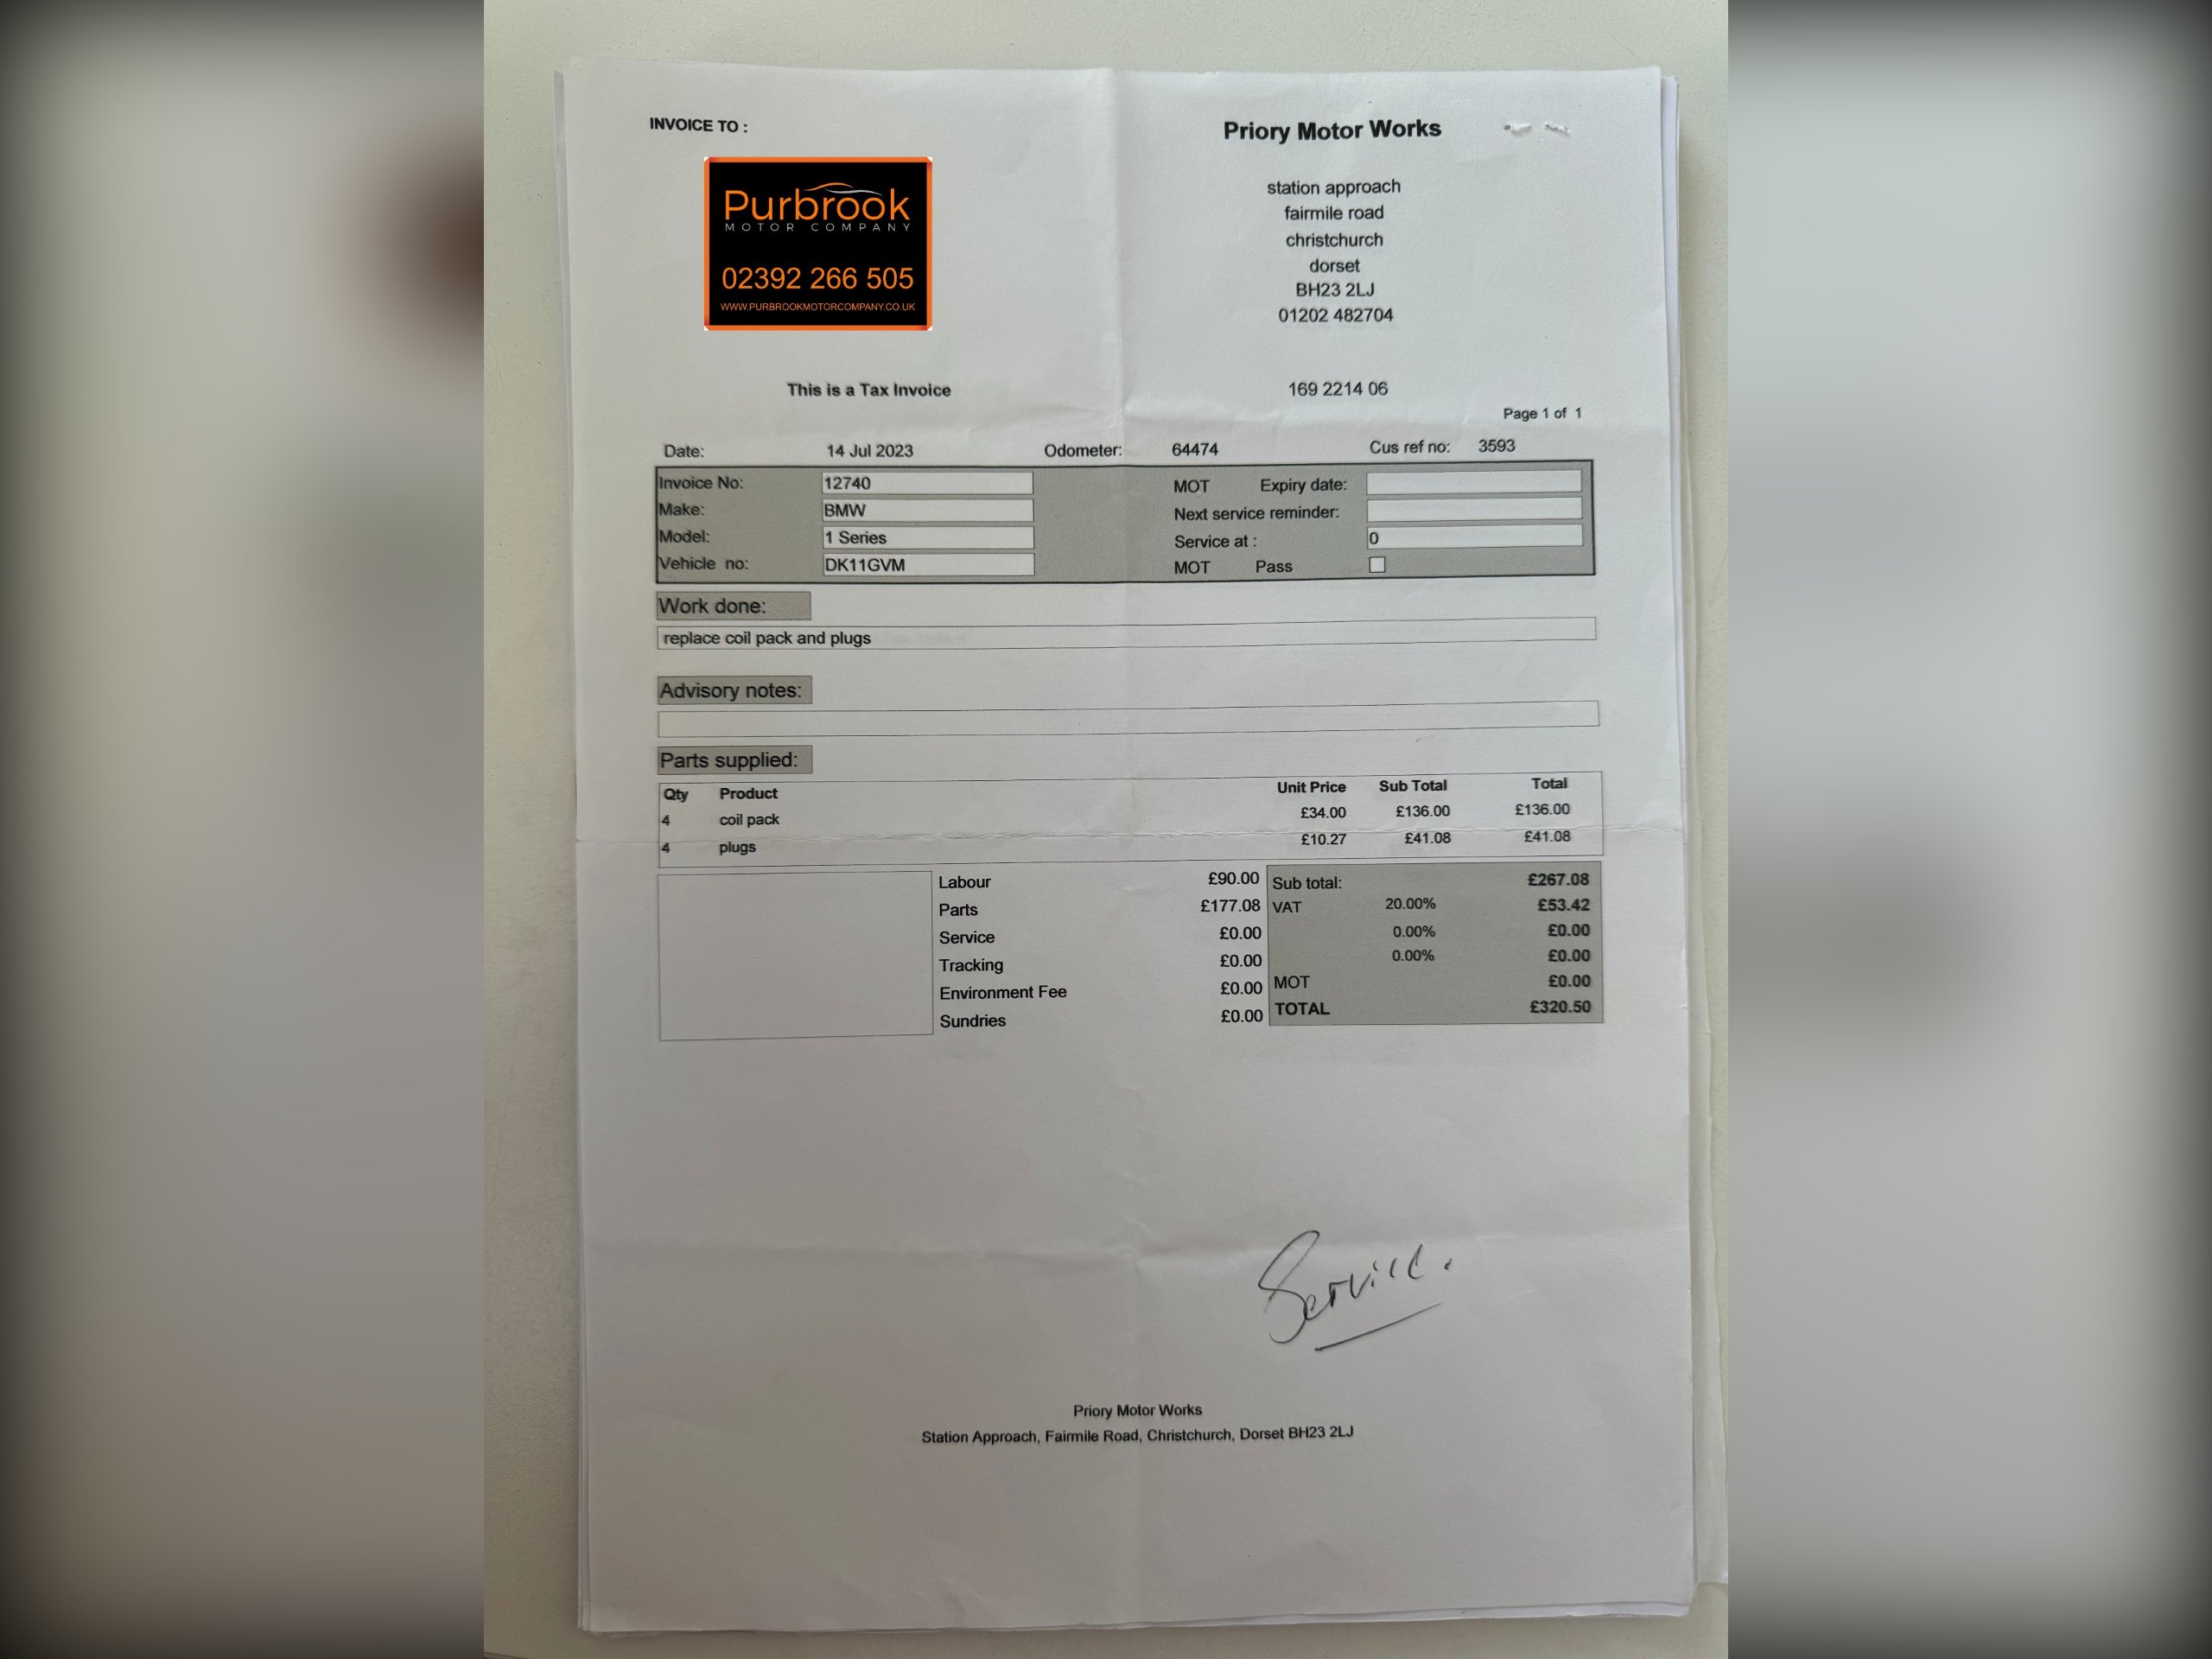 INVOICE TO :
Purbrook
MOTOR COMPANY
02392 266 505
WWW.PURBROOKMOTORCOMPANY.CO.UK
Priory Motor Works
station approach
fairmile road
christchurch
dorset
BH23 2LJ
01202 482704
This is a Tax Invoice
169 2214 06
Page 1 of 1
Date: 14 Jul 2023 Odometer: 64474 Cus ref no: 3593
Invoice No: 12740 MOT Expiry date:
Make: BMW Next service reminder:
Model: 1 Series Service at : 0
Vehicle no: DK11GVM MOT Pass
Work done:
replace coil pack and plugs
Advisory notes:
Parts supplied:
Qty Product Unit Price Sub Total Total
4 coil pack £34.00 £136.00 £136.00
4 plugs £10.27 £41.08 £41.08
Labour £90.00 Sub total: £267.08
Parts £177.08 VAT 20.00% £53.42
Service £0.00 0.00% £0.00
Tracking £0.00 0.00% £0.00
Environment Fee £0.00 MOT £0.00
Sundries £0.00 TOTAL £320.50
Service.
Priory Motor Works
Station Approach, Fairmile Road, Christchurch, Dorset BH23 2LJ